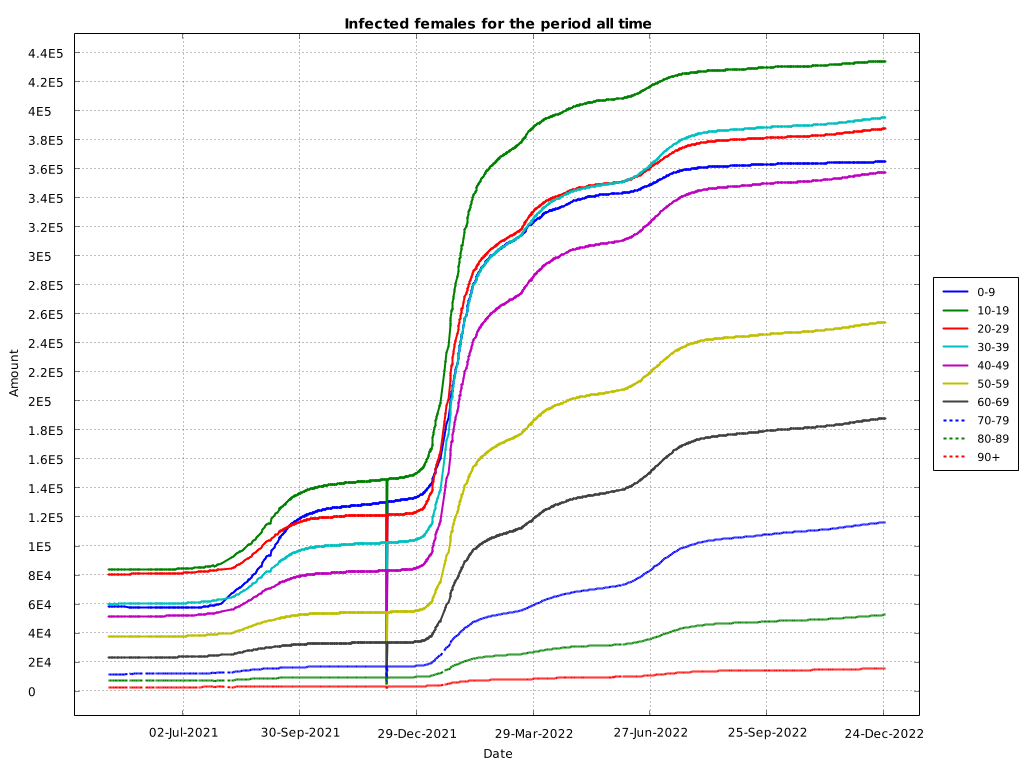 Infected females for the period all time
4.4E5
4.2E5
4E5
3.8E5
3.6E5
3.4E5
3.2E5
3E5
2.8E5
2.6E5
2.4E5
2.2E5
2E5
1.8E5
1.6E5
1.4E5
1.2E5
1E5
8E4
6E4
4E4
2E4
0
Amount
02-Jul-2021
30-Sep-2021
29-Dec-2021
29-Mar-2022
27-Jun-2022
25-Sep-2022
24-Dec-2022
Date
0-9
10-19
20-29
30-39
40-49
50-59
60-69
70-79
80-89
90+